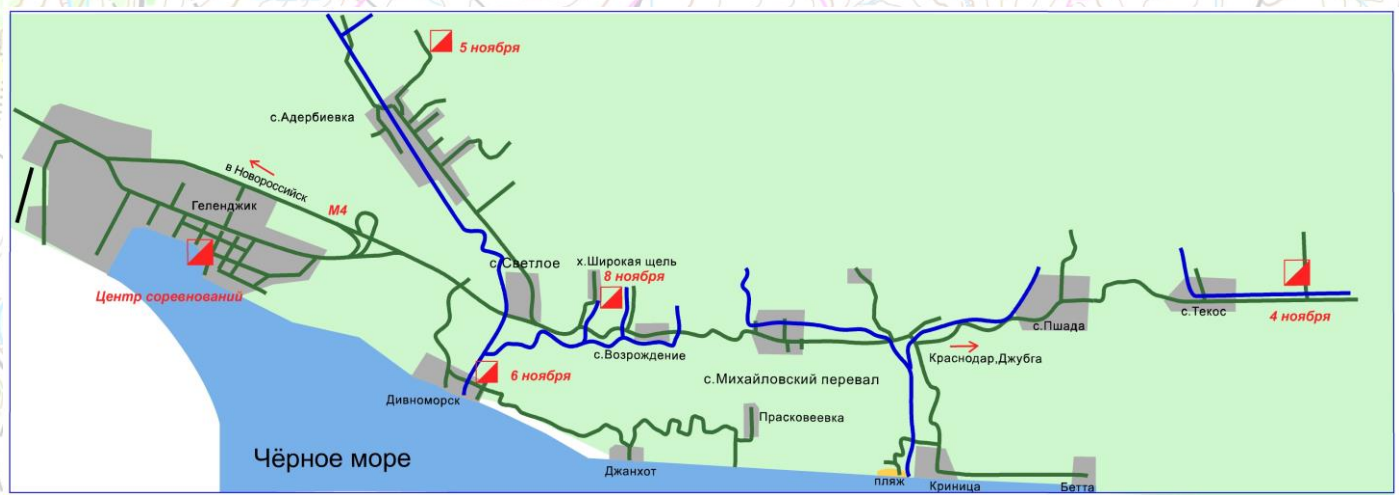 5 ноября
с.Адербиевка
в Новороссийск
Геленджик
М4
с.Светлое
х.Широкая щель
8 ноября
Центр соревнований
с.Пшада
с.Текос
4 ноября
с.Возрождение
Краснодар,Джубга
6 ноября
с.Михайловский перевал
Дивноморск
Прасковеевка
Чёрное море
Джанхот
пляж
Криница
Бетта